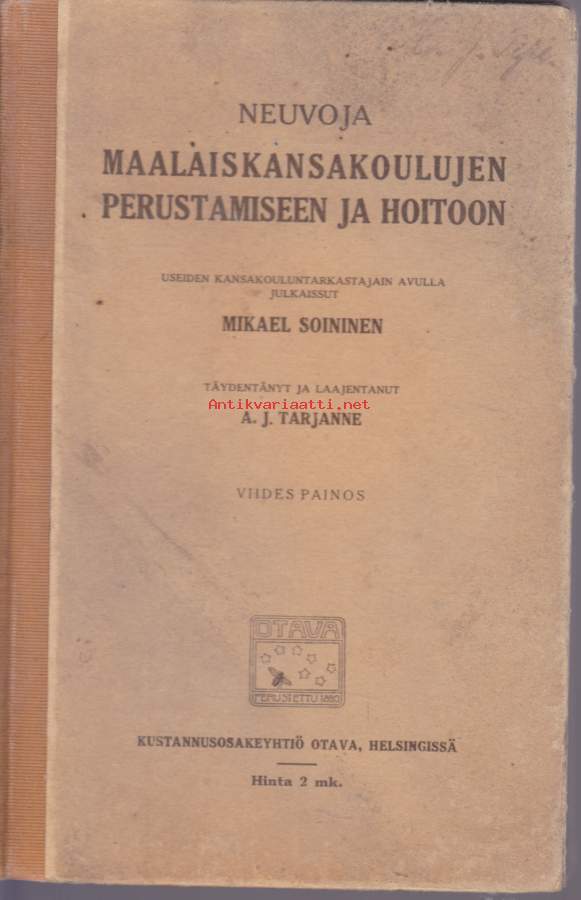 NEUVOJA
MAALAISKANSAKOULUJEN
PERUSTAMISEEN JA HOITOON
USEIDEN KANSAKOULUNTARKASTAJAIN AVULLA
JULKAISSUT
MIKAEL SOININEN
TÄYDENTÄNYT JA LAAJENTANUT
Antikvariaatti.net
A. J. TARJANNE
VIIDES PAINOS
OTAVA
PERUSTETTU 1890
KUSTANNUSOSAKEYHTIÖ OTAVA, HELSINGISSÄ
Hinta 2 mk.